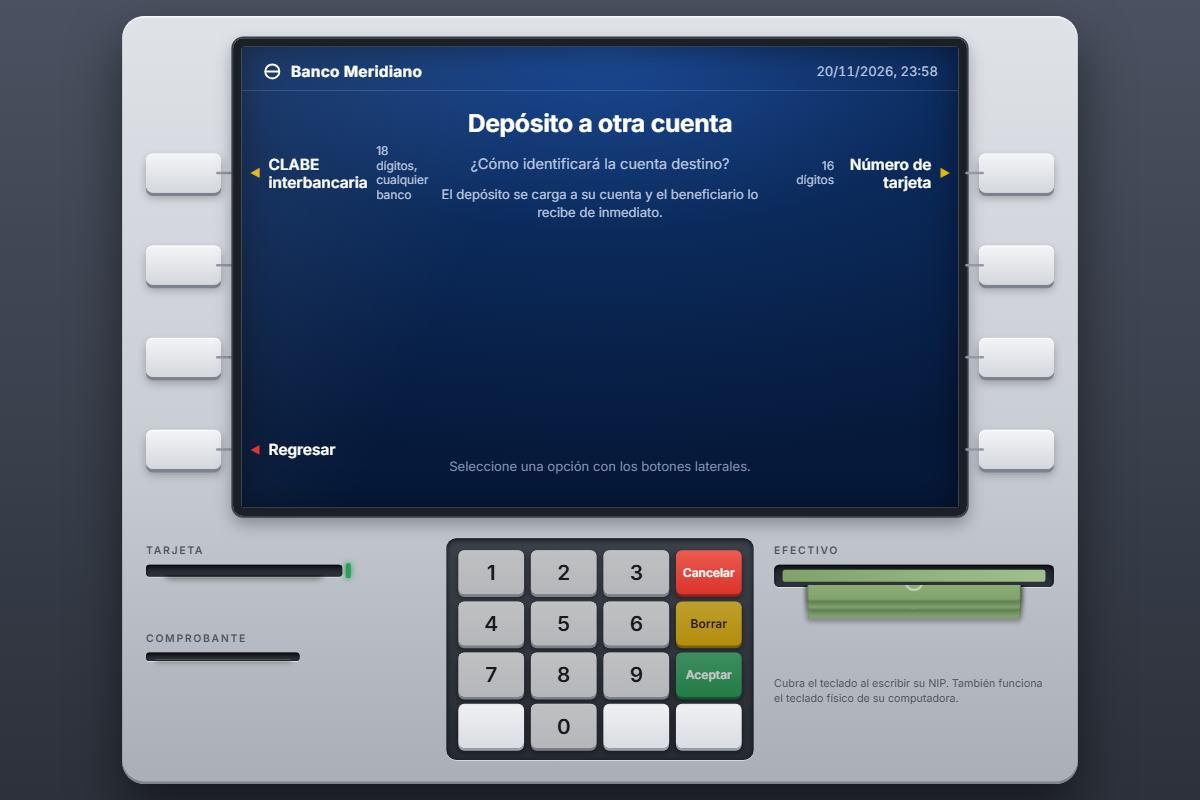 Banco Meridiano
20/11/2026, 23:58
Depósito a otra cuenta
CLABE
interbancaria
18
dígitos,
cualquier
banco
¿Cómo identificará la cuenta destino?
El depósito se carga a su cuenta y el beneficiario lo
recibe de inmediato.
16
dígitos
Número de
tarjeta
Regresar
Seleccione una opción con los botones laterales.
TARJETA
COMPROBANTE
1 2 3 Cancelar
4 5 6 Borrar
7 8 9 Aceptar
0
EFECTIVO
Cubra el teclado al escribir su NIP. También funciona
el teclado físico de su computadora.